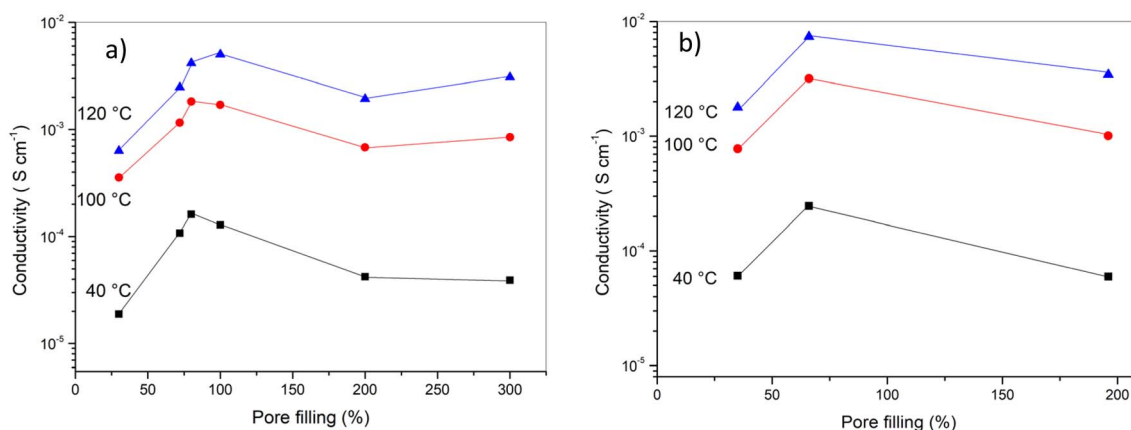 a)
Conductivity ( S cm⁻¹)
10⁻²
10⁻³
10⁻⁴
10⁻⁵
120 °C
100 °C
40 °C
0 50 100 150 200 250 300
Pore filling (%)
b)
Conductivity ( S cm⁻¹)
10⁻²
10⁻³
10⁻⁴
10⁻⁵
120 °C
100 °C
40 °C
0 50 100 150 200
Pore filling (%)